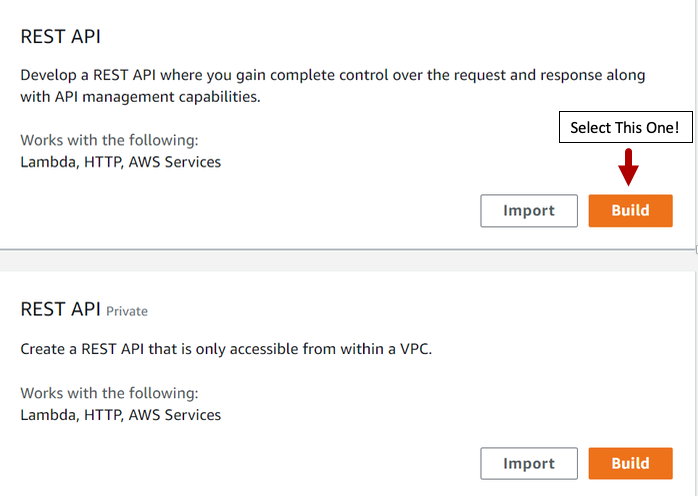 REST API
Develop a REST API where you gain complete control over the request and response along
with API management capabilities.
Works with the following:
Lambda, HTTP, AWS Services
Select This One!
Import
Build
REST API Private
Create a REST API that is only accessible from within a VPC.
Works with the following:
Lambda, HTTP, AWS Services
Import
Build